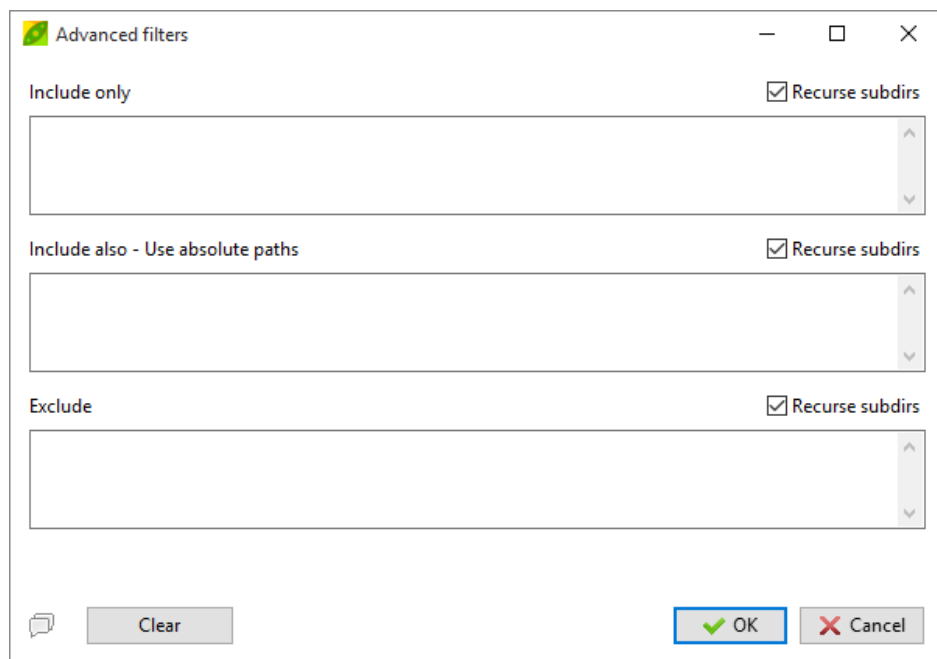 Advanced filters
Include only
Recurse subdirs
Include also - Use absolute paths
Recurse subdirs
Exclude
Recurse subdirs
Clear
OK
Cancel